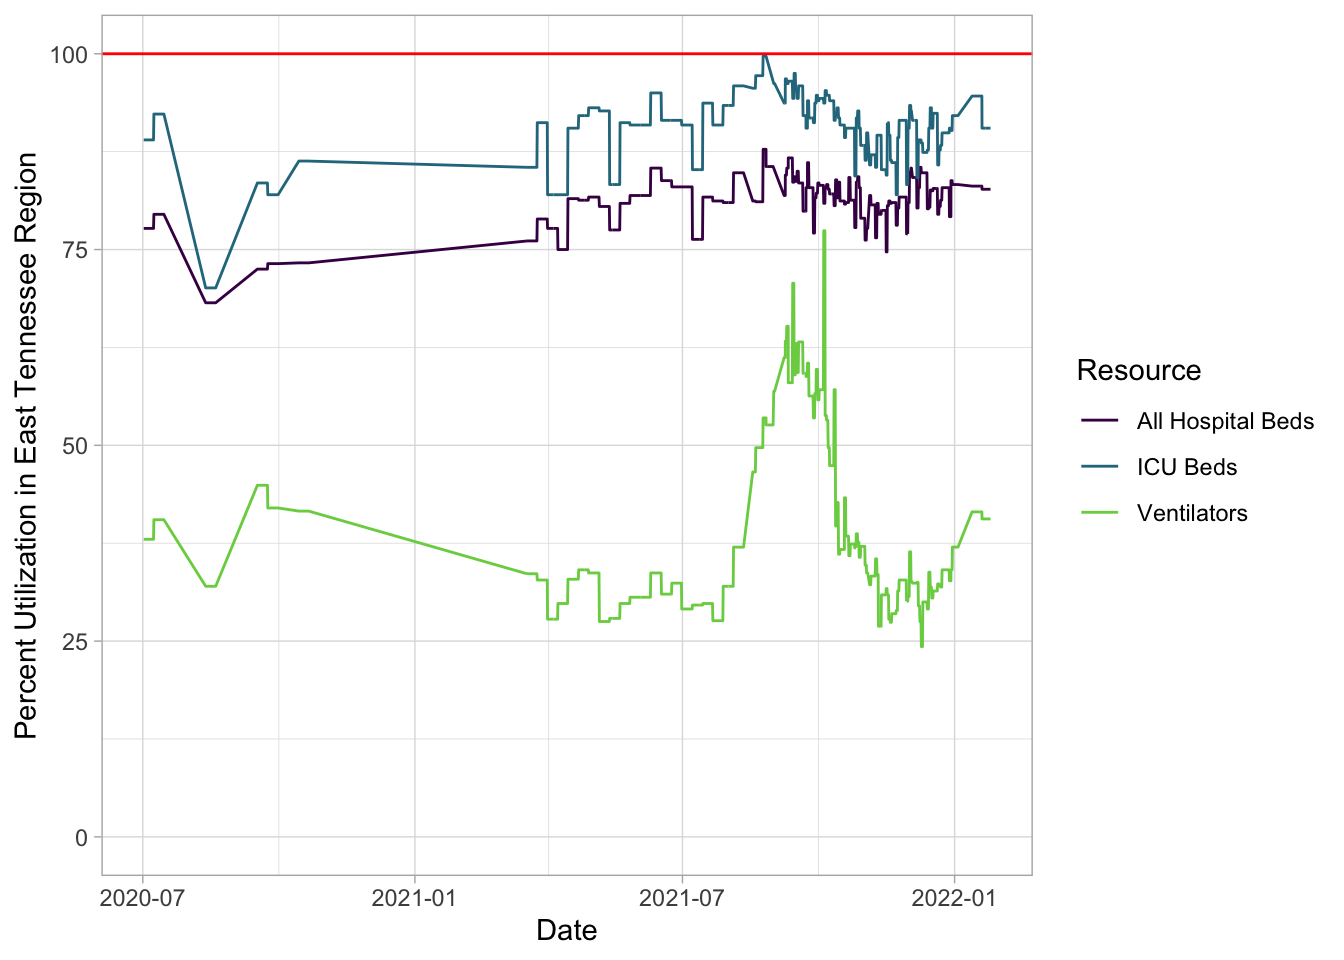 Percent Utilization in East Tennessee Region
100
75
50
25
0
2020-07
2021-01
2021-07
2022-01
Date
Resource
All Hospital Beds
ICU Beds
Ventilators